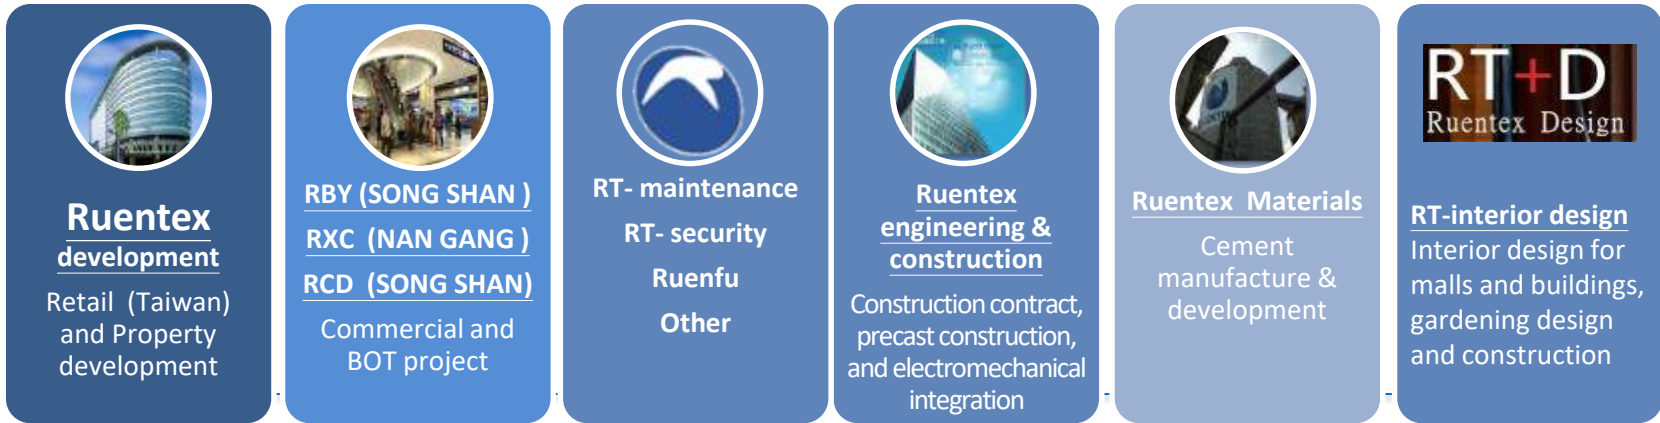 Ruentex
development
Retail (Taiwan)
and Property
development
RBY (SONG SHAN )
RXC (NAN GANG )
RCD (SONG SHAN)
Commercial and
BOT project
RT- maintenance
RT- security
Ruenfu
Other
Ruentex
engineering &
construction
Construction contract,
precast construction,
and electromechanical
integration
Ruentex Materials
Cement
manufacture &
development
RT+D
Ruentex Design
RT-interior design
Interior design for
malls and buildings,
gardening design
and construction